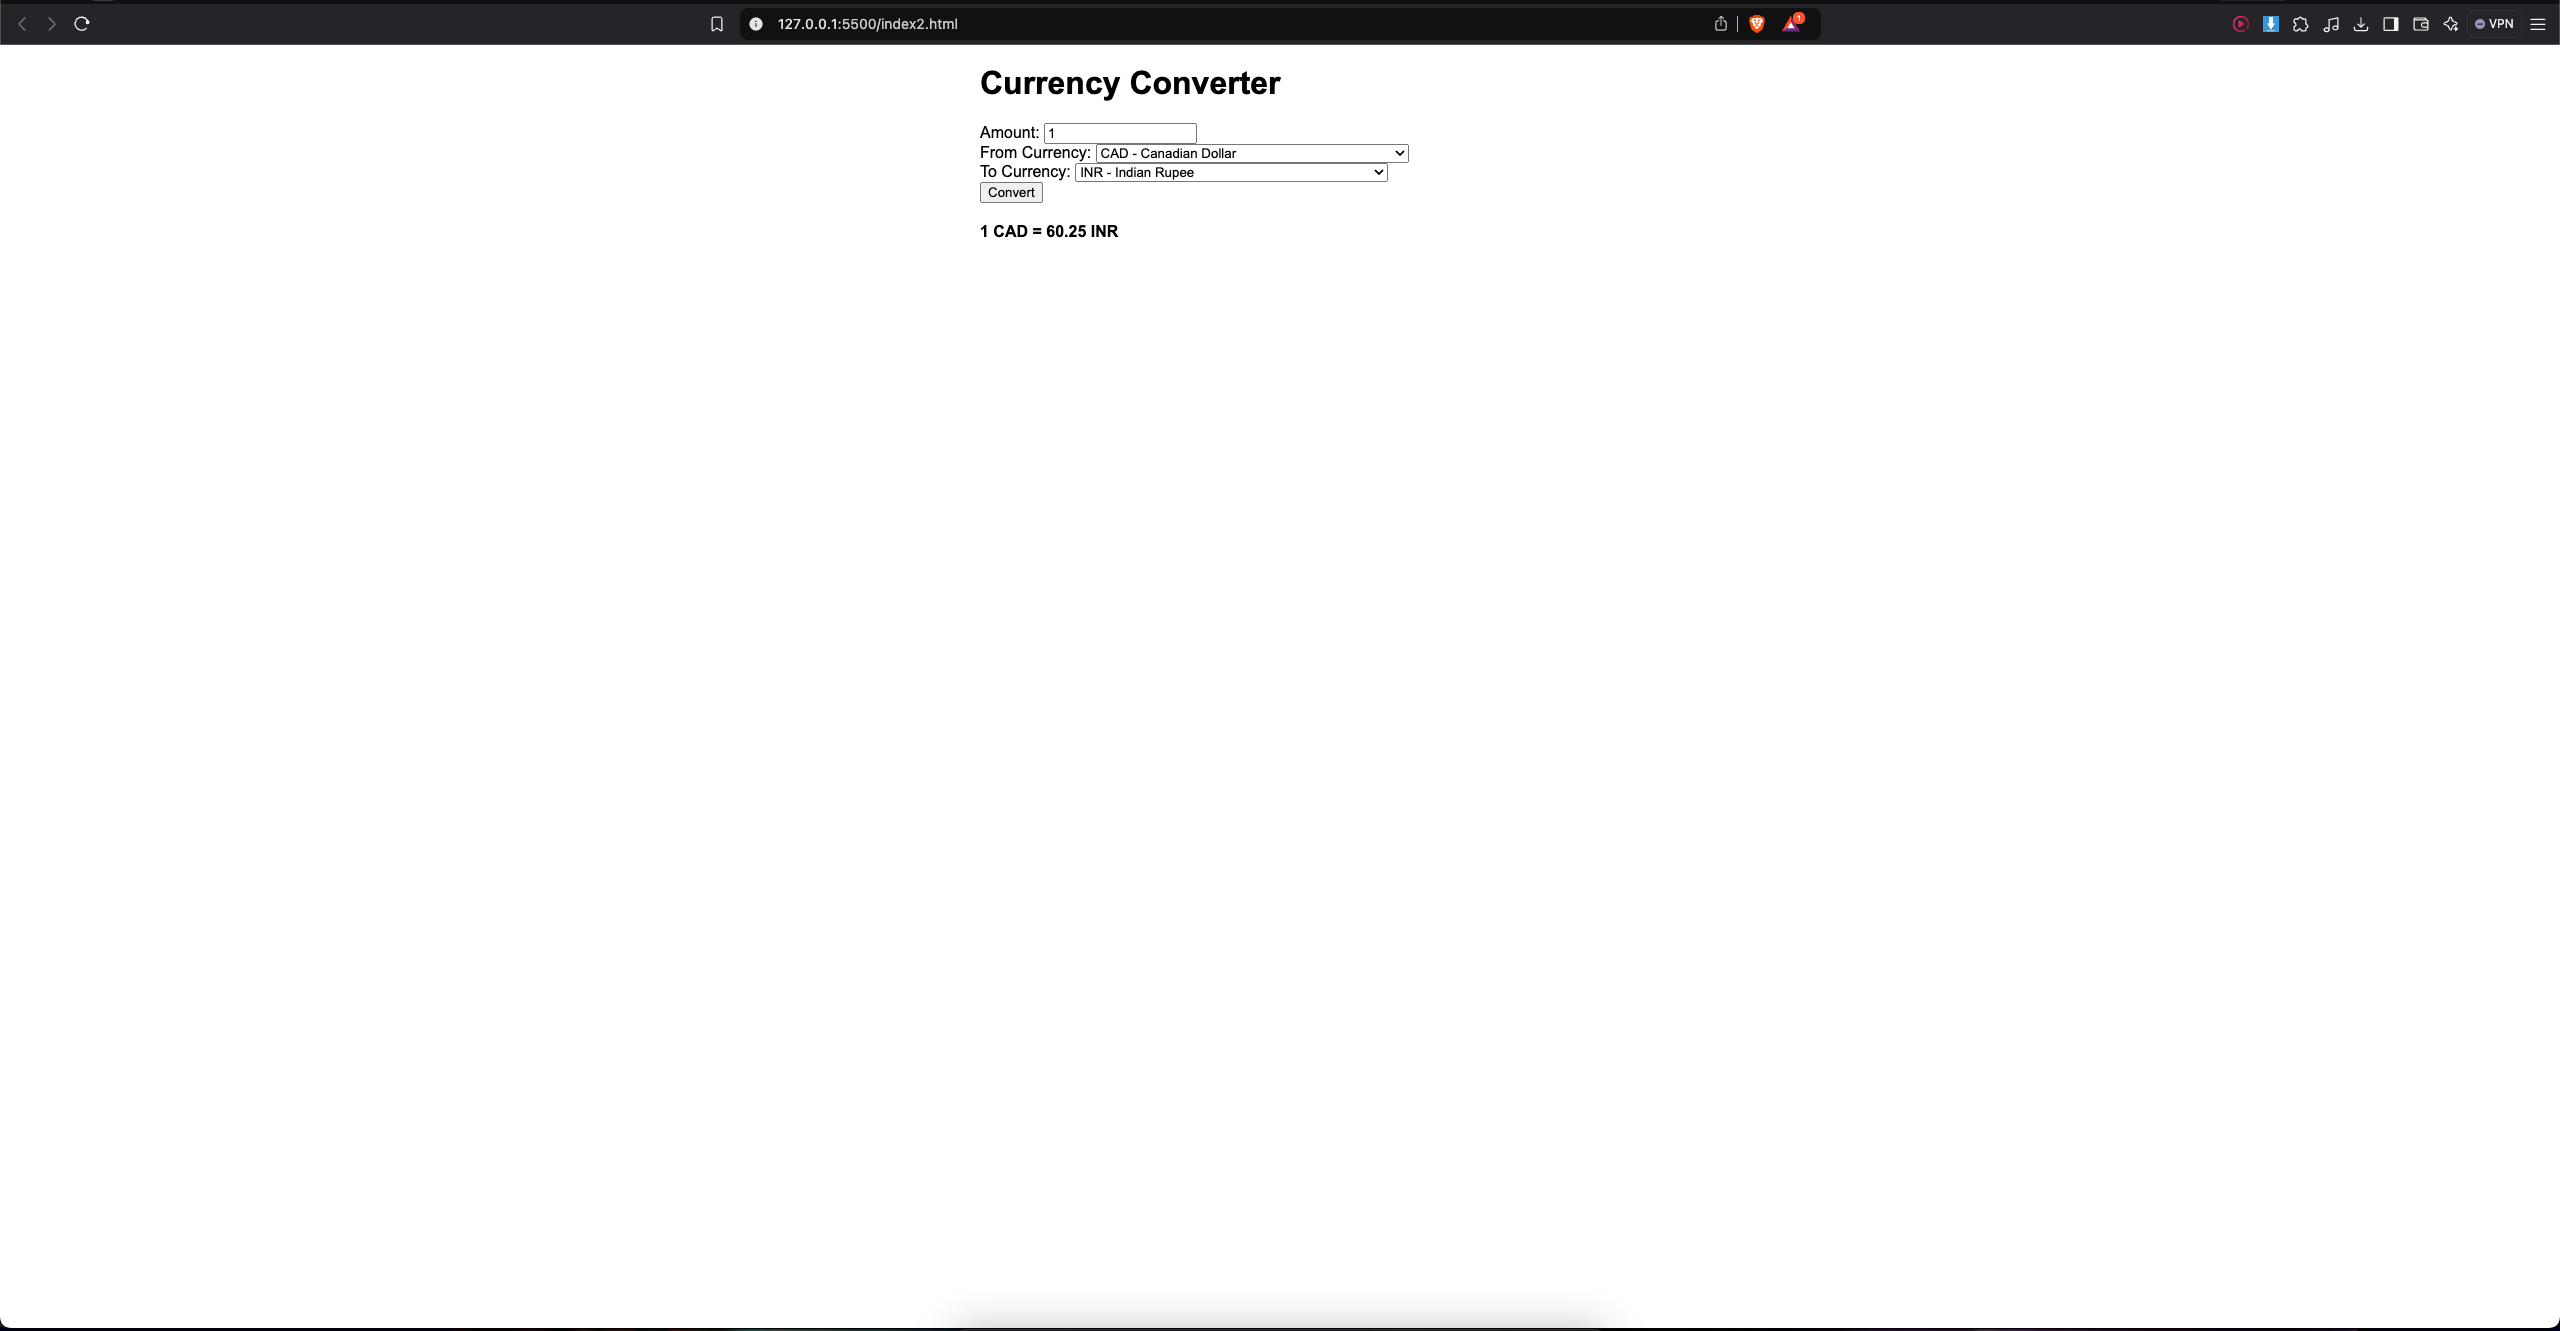 127.0.0.1:5500/index2.html
1
VPN
Currency Converter
Amount: 1
From Currency: CAD - Canadian Dollar
To Currency: INR - Indian Rupee
Convert
1 CAD = 60.25 INR